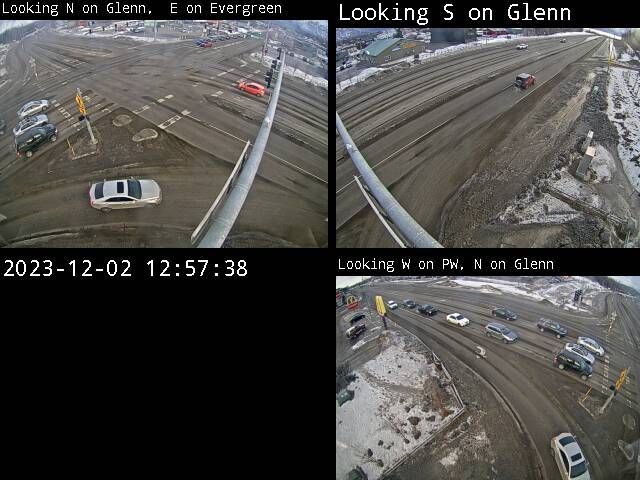 Looking N on Glenn,  E on Evergreen
Looking S on Glenn
2023-12-02 12:57:38
Looking W on PW, N on Glenn